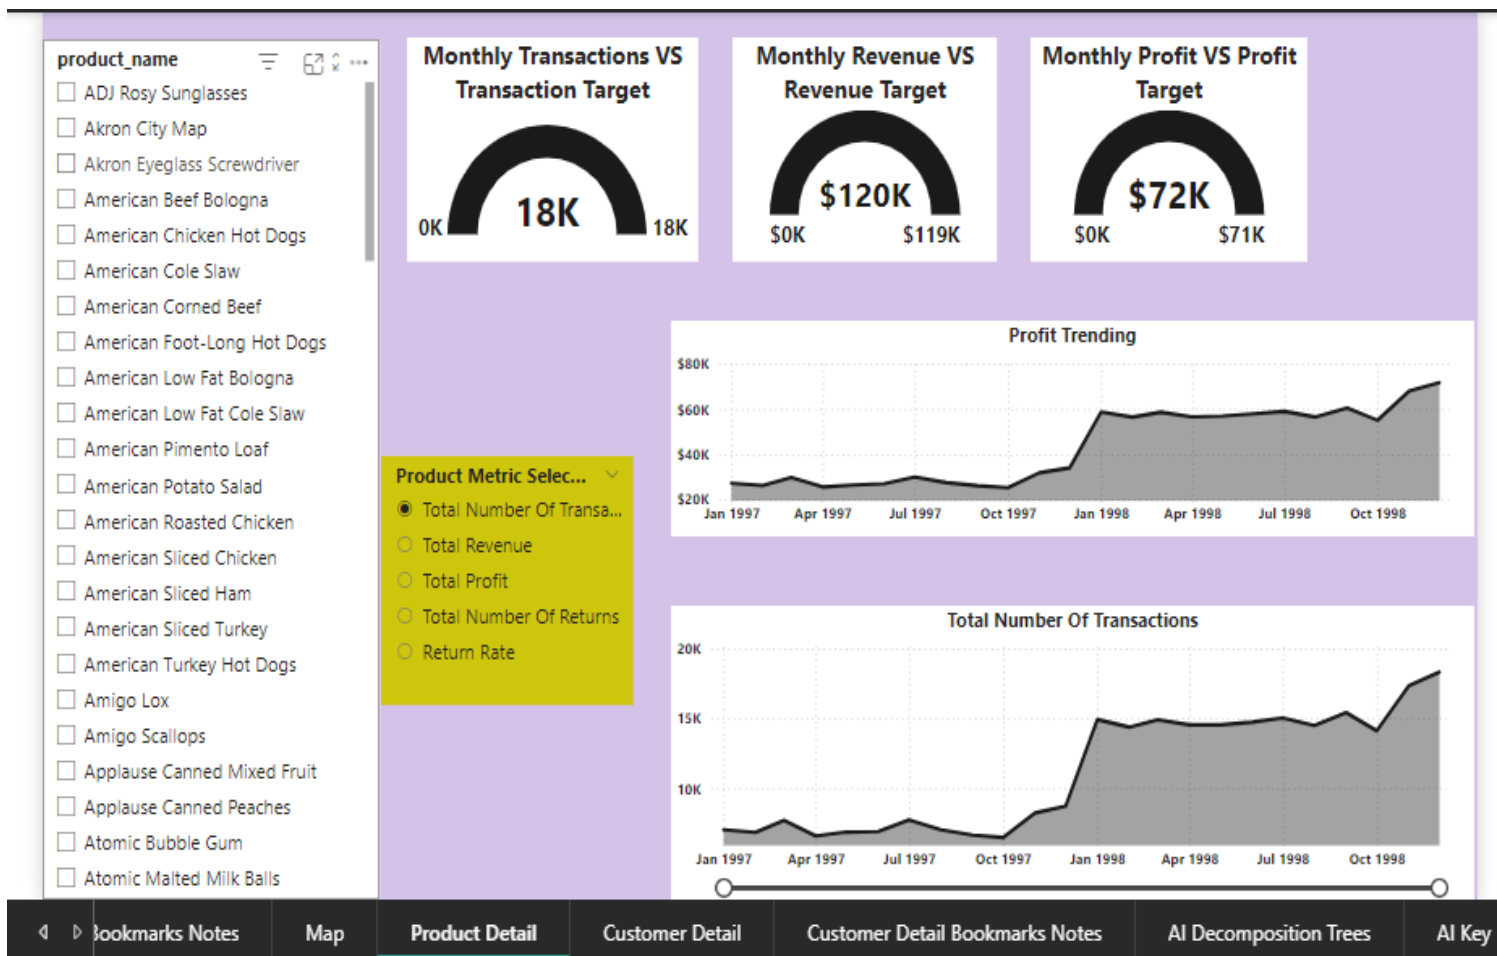 product_name
ADJ Rosy Sunglasses
Akron City Map
Akron Eyeglass Screwdriver
American Beef Bologna
American Chicken Hot Dogs
American Cole Slaw
American Corned Beef
American Foot-Long Hot Dogs
American Low Fat Bologna
American Low Fat Cole Slaw
American Pimento Loaf
American Potato Salad
American Roasted Chicken
American Sliced Chicken
American Sliced Ham
American Sliced Turkey
American Turkey Hot Dogs
Amigo Lox
Amigo Scallops
Applause Canned Mixed Fruit
Applause Canned Peaches
Atomic Bubble Gum
Atomic Malted Milk Balls
Monthly Transactions VS
Transaction Target
18K
0K 18K
Monthly Revenue VS
Revenue Target
$120K
$0K $119K
Monthly Profit VS Profit
Target
$72K
$0K $71K
Product Metric Selec...
Total Number Of Transa...
Total Revenue
Total Profit
Total Number Of Returns
Return Rate
Profit Trending
$80K
$60K
$40K
$20K
Jan 1997 Apr 1997 Jul 1997 Oct 1997 Jan 1998 Apr 1998 Jul 1998 Oct 1998
Total Number Of Transactions
20K
15K
10K
Jan 1997 Apr 1997 Jul 1997 Oct 1997 Jan 1998 Apr 1998 Jul 1998 Oct 1998
Bookmarks Notes Map Product Detail Customer Detail Customer Detail Bookmarks Notes AI Decomposition Trees AI Key